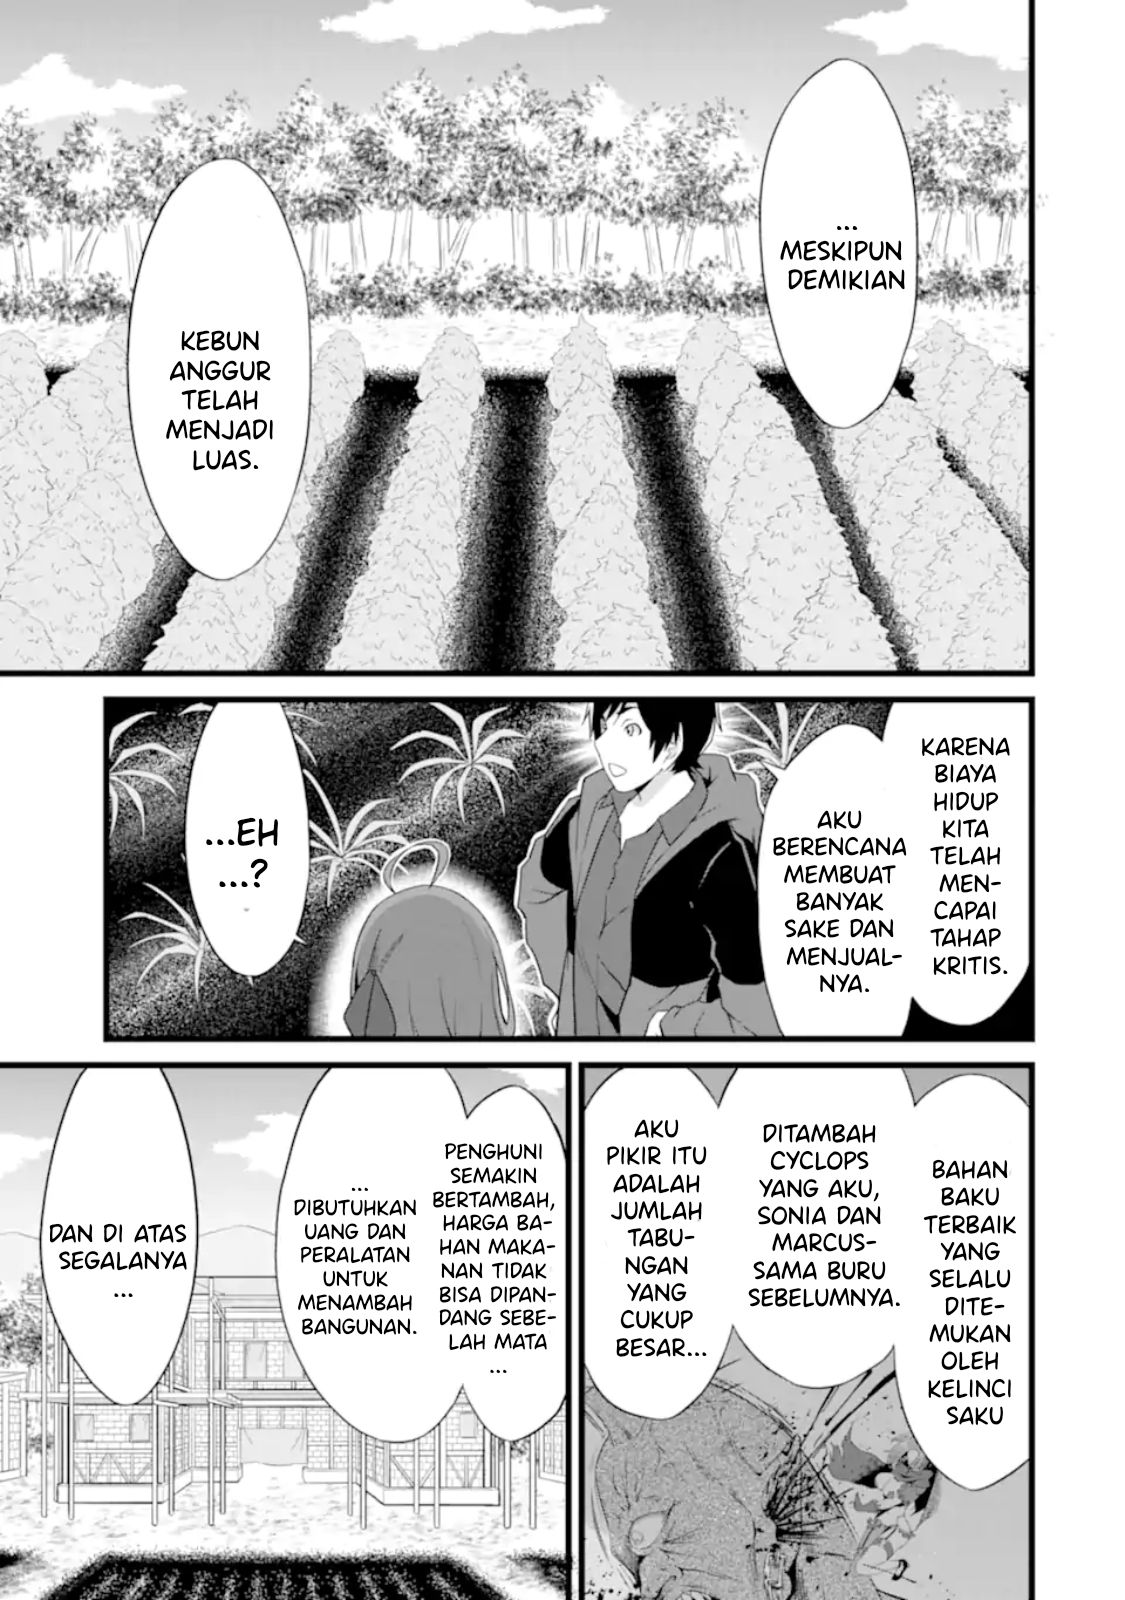 ...
MESKIPUN
DEMIKIAN
KEBUN
ANGGUR
TELAH
MENJADI
LUAS.
KARENA
BIAYA
HIDUP
KITA
TELAH
MEN-
CAPAI
TAHAP
KRITIS.
AKU
BERENCANA
MEMBUAT
BANYAK
SAKE DAN
MENJUAL-
NYA.
...EH
...?
BAHAN
BAKU
TERBAIK
YANG
SELALU
DITE-
MUKAN
OLEH
KELINCI
SAKU
DITAMBAH
CYCLOPS
YANG AKU,
SONIA DAN
MARCUS-
SAMA BURU
SEBELUMNYA.
AKU
PIKIR ITU
ADALAH
JUMLAH
TABU-
NGAN
YANG
CUKUP
BESAR...
PENGHUNI
SEMAKIN
BERTAMBAH,
HARGA BA-
HAN MAKA-
NAN TIDAK
BISA DIPAN-
DANG SEBE-
LAH MATA
...
...
DIBUTUHKAN
UANG DAN
PERALATAN
UNTUK
MENAMBAH
BANGUNAN.
DAN DI ATAS
SEGALANYA
...